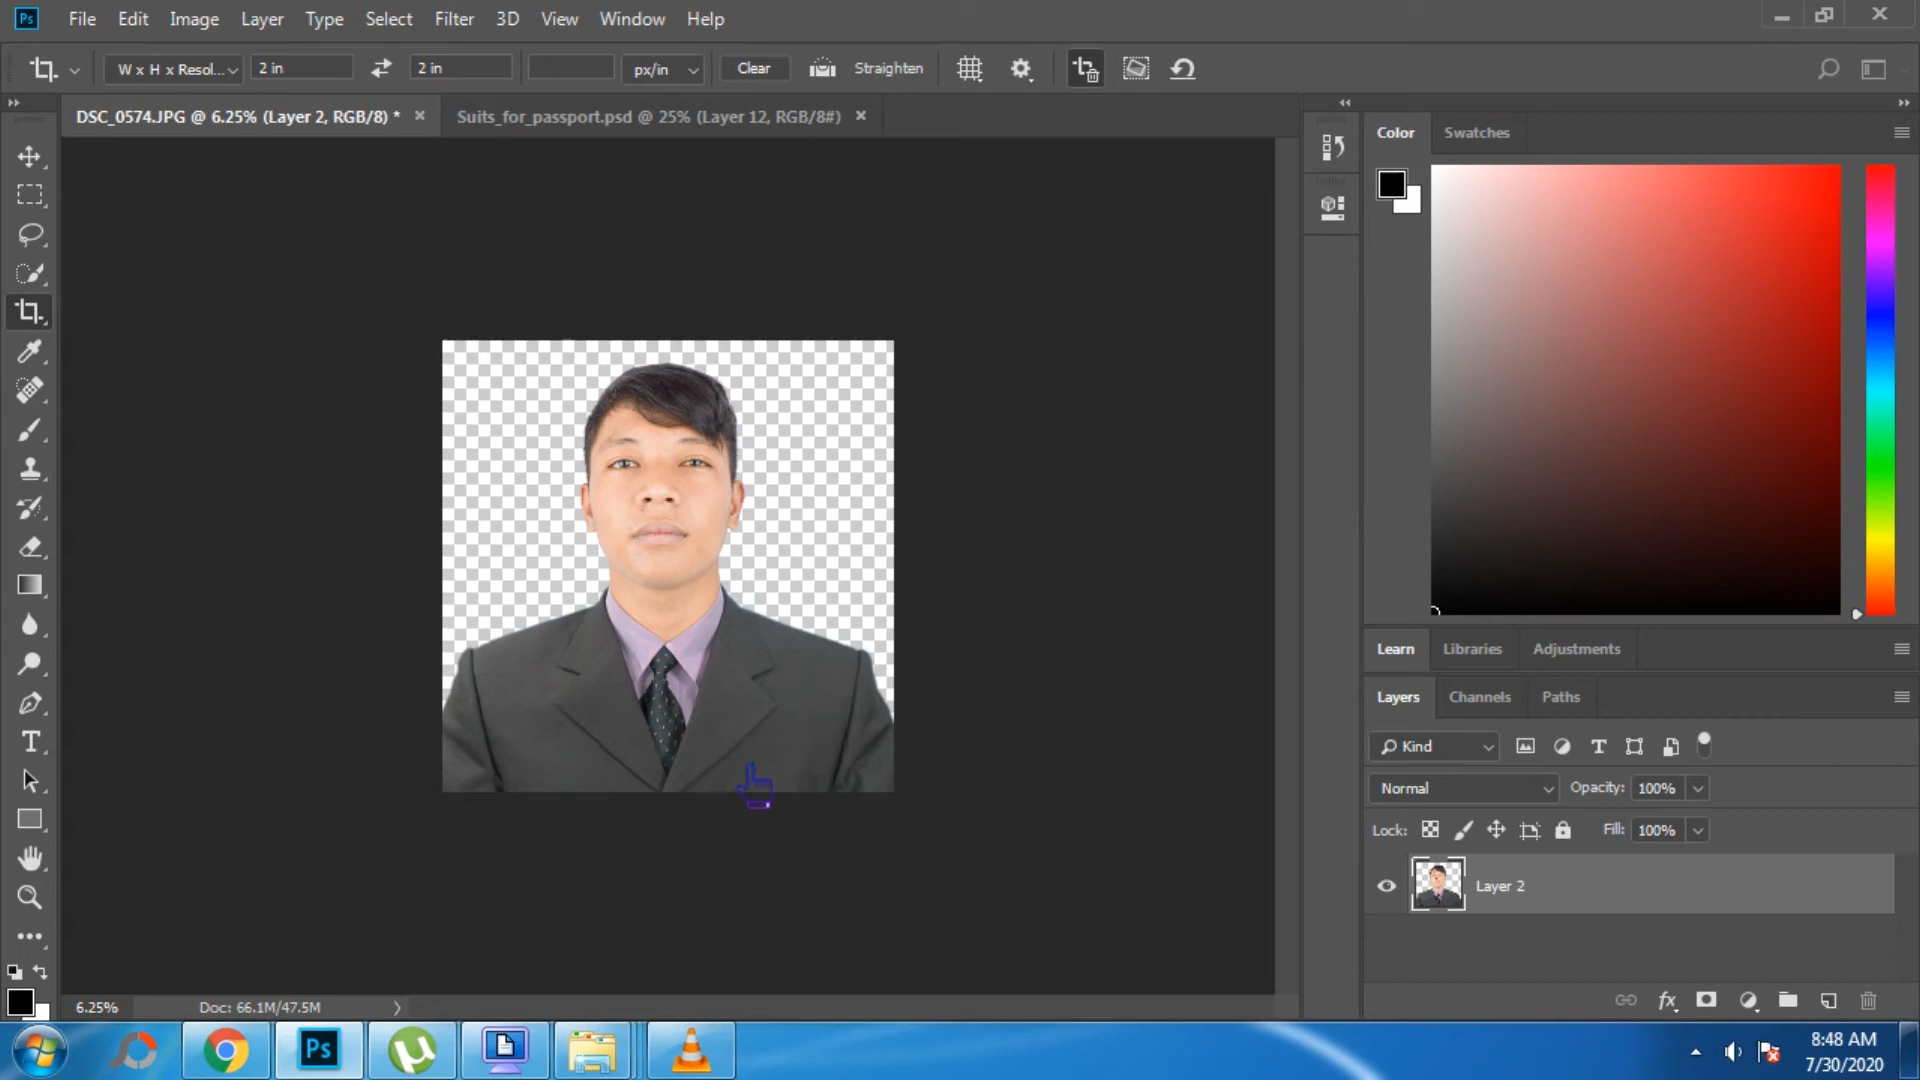 Ps File Edit Image Layer Type Select Filter 3D View Window Help
W x H x Resol... 2 in 2 in px/in Clear Straighten
DSC_0574.JPG @ 6.25% (Layer 2, RGB/8) * × Suits_for_passport.psd @ 25% (Layer 12, RGB/8#) ×
Color Swatches
Learn Libraries Adjustments
Layers Channels Paths
Kind
Normal Opacity: 100%
Lock: Fill: 100%
Layer 2
6.25% Doc: 66.1M/47.5M
fx
Ps
8:48 AM
7/30/2020